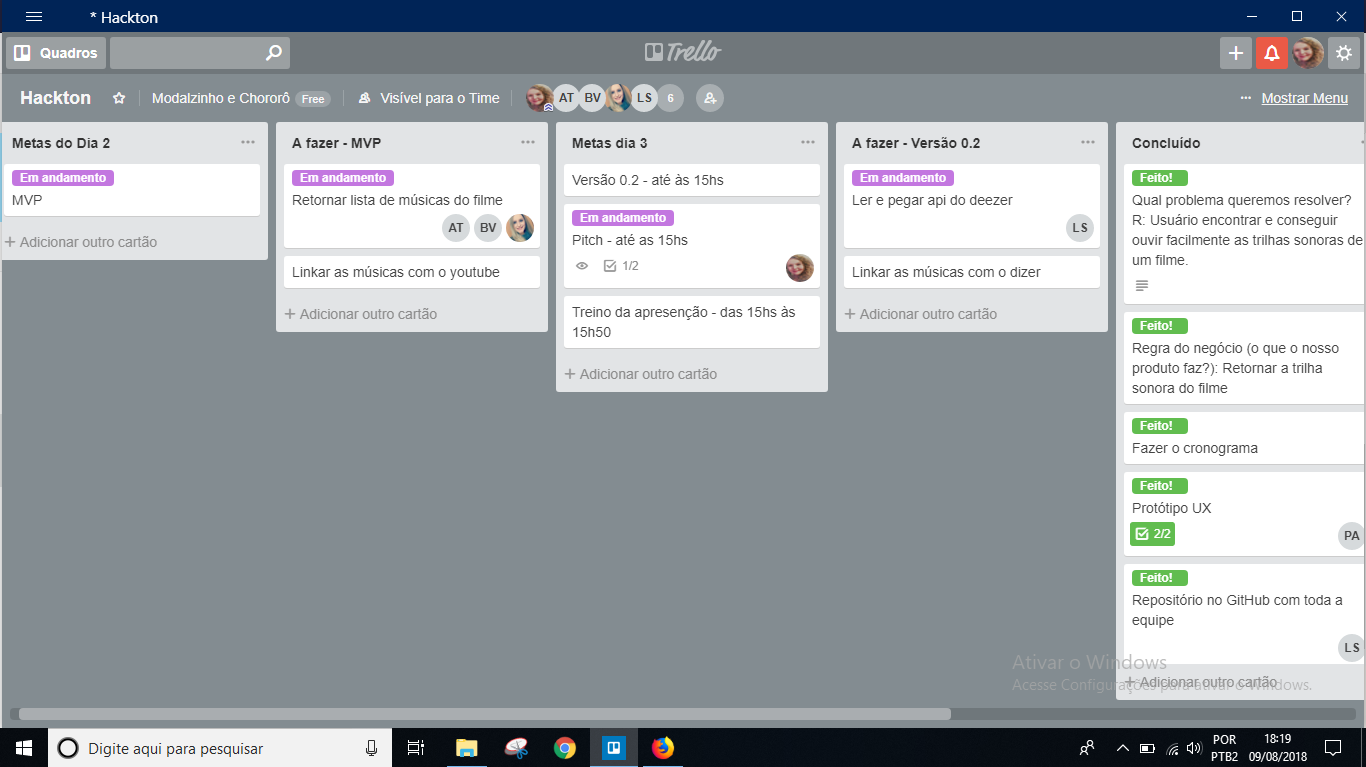 * Hackton
Quadros
Trello
Hackton
Modalzinho e Chororô Free
Visível para o Time
AT BV LS 6
··· Mostrar Menu
Metas do Dia 2
Em andamento
MVP
+ Adicionar outro cartão
A fazer - MVP
Em andamento
Retornar lista de músicas do filme
AT BV
Linkar as músicas com o youtube
+ Adicionar outro cartão
Metas dia 3
Versão 0.2 - até às 15hs
Em andamento
Pitch - até as 15hs
1/2
Treino da apresenção - das 15hs às
15h50
+ Adicionar outro cartão
A fazer - Versão 0.2
Em andamento
Ler e pegar api do deezer
LS
Linkar as músicas com o dizer
+ Adicionar outro cartão
Concluído
Feito!
Qual problema queremos resolver?
R: Usuário encontrar e conseguir
ouvir facilmente as trilhas sonoras de
um filme.
Feito!
Regra do negócio (o que o nosso
produto faz?): Retornar a trilha
sonora do filme
Feito!
Fazer o cronograma
Feito!
Protótipo UX
2/2
PA
Feito!
Repositório no GitHub com toda a
equipe
LS
+ Adicionar outro cartão
Ativar o Windows
Acesse Configurações para ativar o Windows.
Digite aqui para pesquisar
POR
PTB2
18:19
09/08/2018